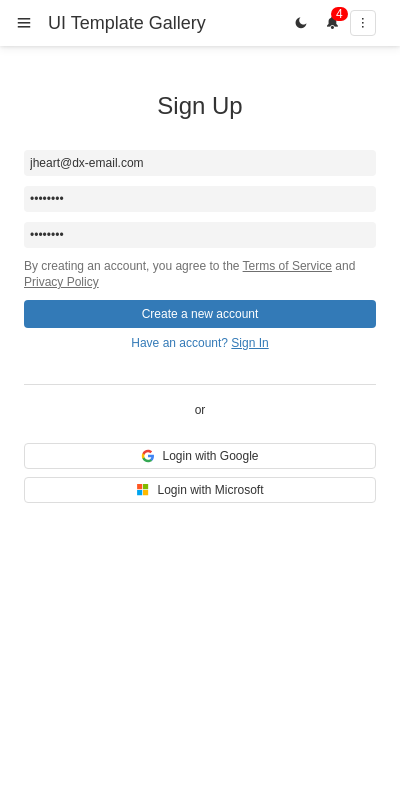 UI Template Gallery
4
Sign Up
jheart@dx-email.com
••••••••
••••••••
By creating an account, you agree to the Terms of Service and
Privacy Policy
Create a new account
Have an account? Sign In
or
Login with Google
Login with Microsoft